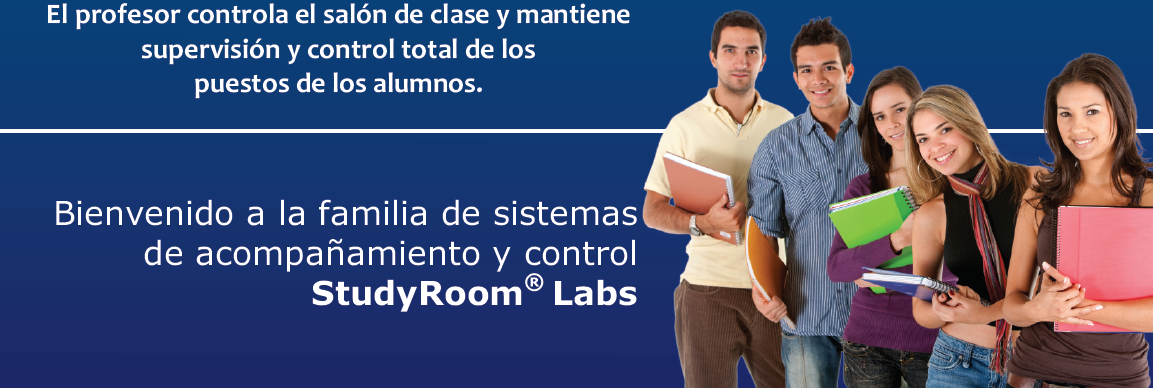 El profesor controla el salón de clase y mantiene
supervisión y control total de los
puestos de los alumnos.
Bienvenido a la familia de sistemas
de acompañamiento y control
StudyRoom® Labs